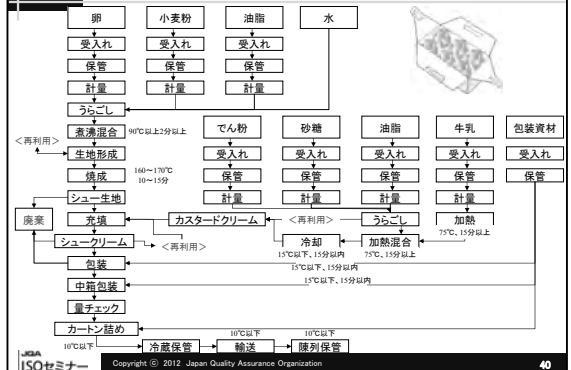 卵 小麦粉 油脂 水
受入れ 受入れ 受入れ
保管 保管 保管
計量 計量 計量
うらごし
煮沸混合 90℃以上2分以上
<再利用>
生地形成
焼成 160～170℃
10～15分
シュー生地
でん粉 砂糖 油脂 牛乳 包装資材
受入れ 受入れ 受入れ 受入れ 受入れ
保管 保管 保管 保管 保管
計量 計量 計量 計量
廃棄 充填 カスタードクリーム <再利用> うらごし 加熱
75℃、15分以上
シュークリーム <再利用> 冷却 加熱混合
15℃以下、15分以内 75℃、15分以上
包装
15℃以下、15分以内
中箱包装 15℃以下、15分以内
量チェック
カートン詰め
10℃以下 10℃以下 10℃以下
冷蔵保管 輸送 陳列保管
JQA
ISOセミナー Copyright © 2012 Japan Quality Assurance Organization 40